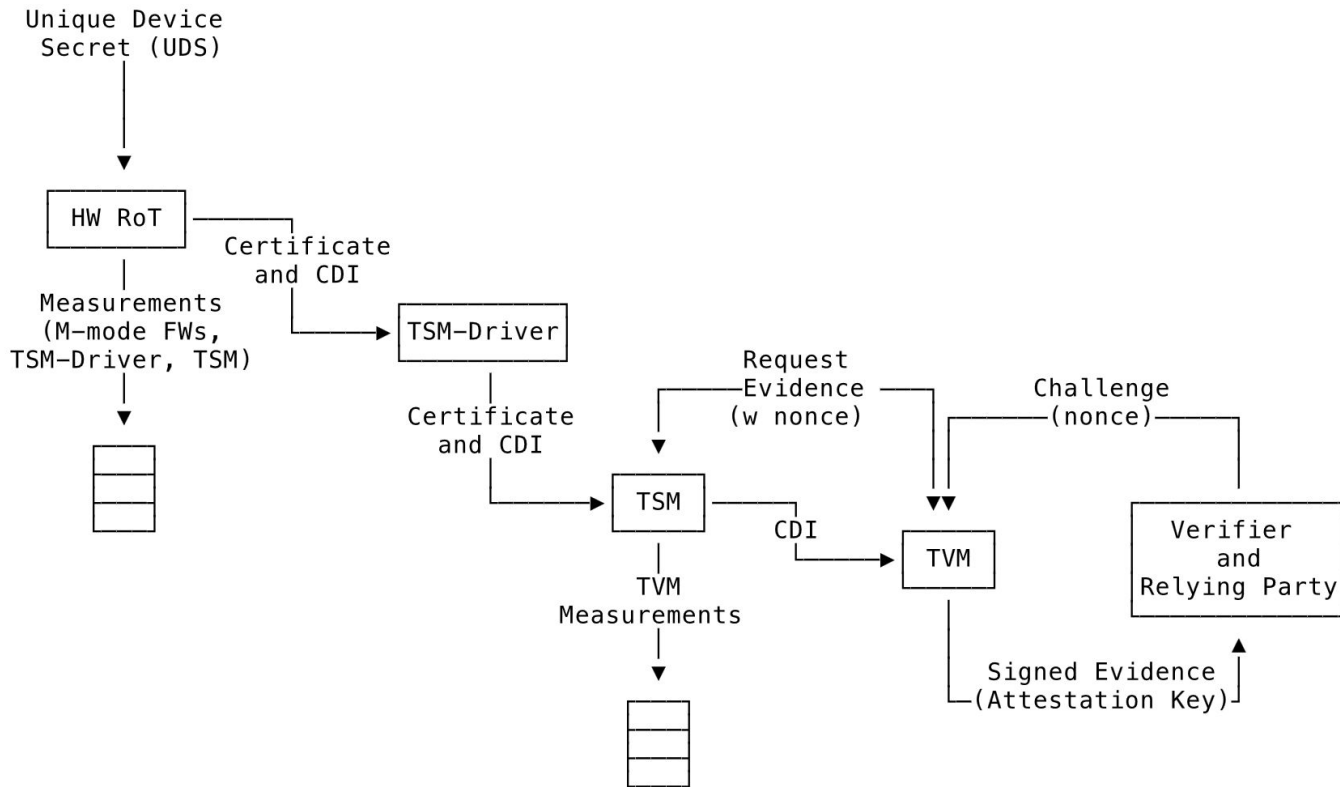 Unique Device
Secret (UDS)
HW RoT
Certificate
and CDI
Measurements
(M-mode FWs,
TSM-Driver, TSM)
TSM-Driver
Certificate
and CDI
Request
Evidence
(w nonce)
Challenge
(nonce)
TSM
CDI
TVM
Verifier
and
Relying Party
TVM
Measurements
Signed Evidence
(Attestation Key)